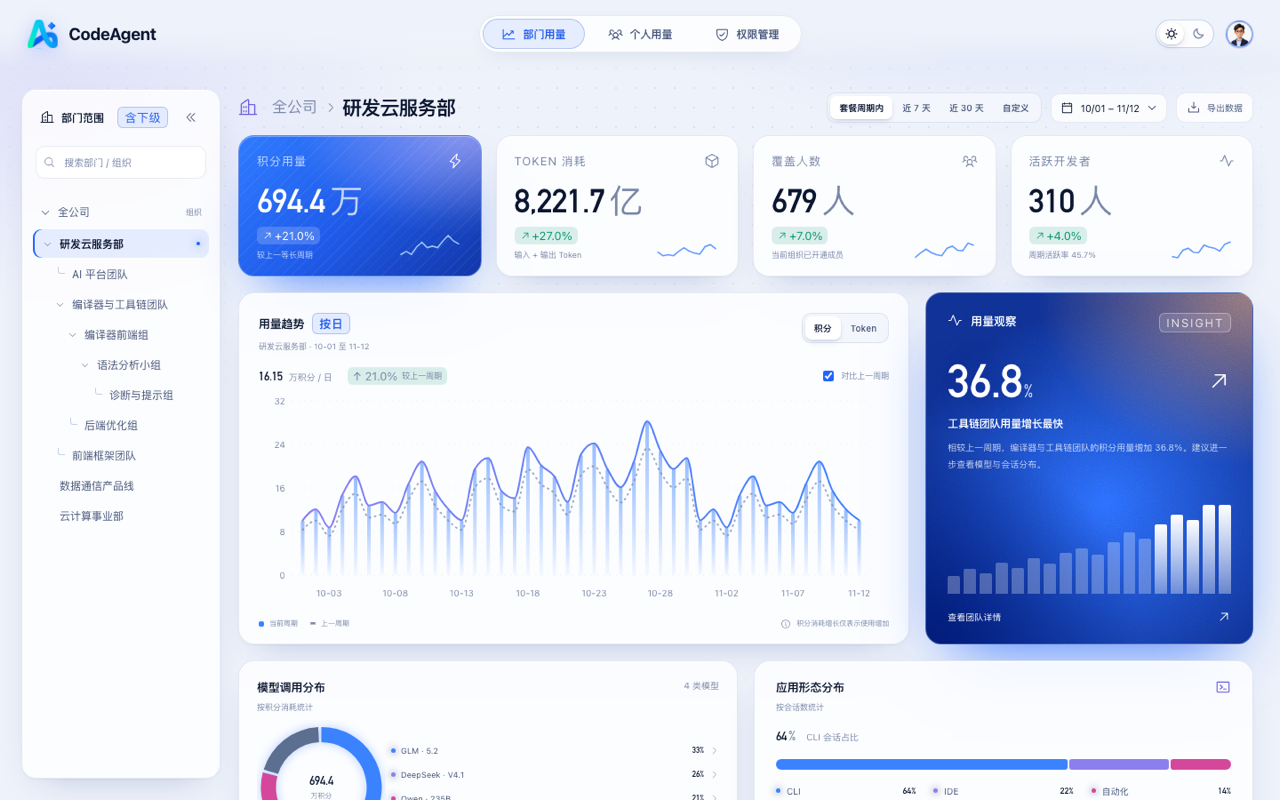 CodeAgent
部门用量
个人用量
权限管理
部门范围 含下级
搜索部门 / 组织
全公司 组织
研发云服务部
AI 平台团队
编译器与工具链团队
编译器前端组
语法分析小组
诊断与提示组
后端优化组
前端框架团队
数据通信产品线
云计算事业部
全公司 › 研发云服务部
套餐周期内 近 7 天 近 30 天 自定义
10/01 – 11/12
导出数据
积分用量
694.4 万
+21.0%
较上一等长周期
TOKEN 消耗
8,221.7 亿
+27.0%
输入 + 输出 Token
覆盖人数
679 人
+7.0%
当前组织已开通成员
活跃开发者
310 人
+4.0%
周期活跃率 45.7%
用量趋势 按日
研发云服务部 · 10-01 至 11-12
积分 Token
16.15 万积分 / 日
↑ 21.0% 较上一周期
对比上一周期
32
24
16
8
0
10-03 10-08 10-13 10-18 10-23 10-28 11-02 11-07 11-12
当前周期 上一周期
积分消耗增长仅表示使用增加
用量观察
INSIGHT
36.8%
工具链团队用量增长最快
相较上一周期，编译器与工具链团队的积分用量增加 36.8%。建议进一
步查看模型与会话分布。
查看团队详情
模型调用分布
4 类模型
按积分消耗统计
694.4
万积分
GLM · 5.2 33%
DeepSeek · V4.1 26%
Qwen · 235B 21%
应用形态分布
按会话数统计
64% CLI 会话占比
CLI 64%
IDE 22%
自动化 14%